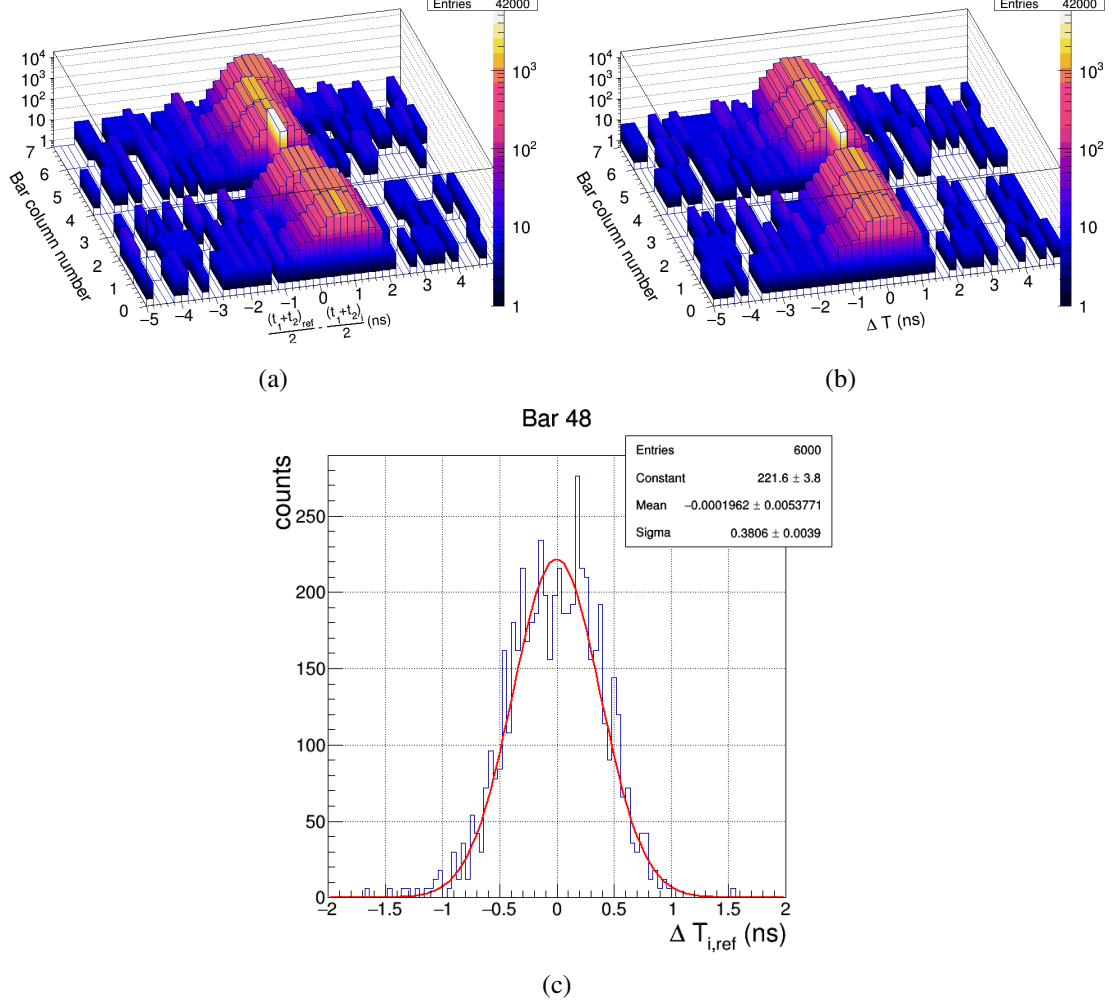 Entries 42000
Entries 42000
10⁴
10³
10²
10
1
7
6
5
4
3
2
1
0
Bar column number
−5 −4 −3 −2 −1 0 1 2 3 4
(t₁+t₂)ref / 2 - (t₁+t₂)i / 2 (ns)
10³
10²
10
1
10⁴
10³
10²
10
1
7
6
5
4
3
2
1
0
Bar column number
−5 −4 −3 −2 −1 0 1 2 3 4
Δ T (ns)
10³
10²
10
1
(a)
(b)
Bar 48
Entries 6000
Constant 221.6 ± 3.8
Mean −0.0001962 ± 0.0053771
Sigma 0.3806 ± 0.0039
counts
250
200
150
100
50
0
−2 −1.5 −1 −0.5 0 0.5 1 1.5 2
Δ Ti,ref (ns)
(c)